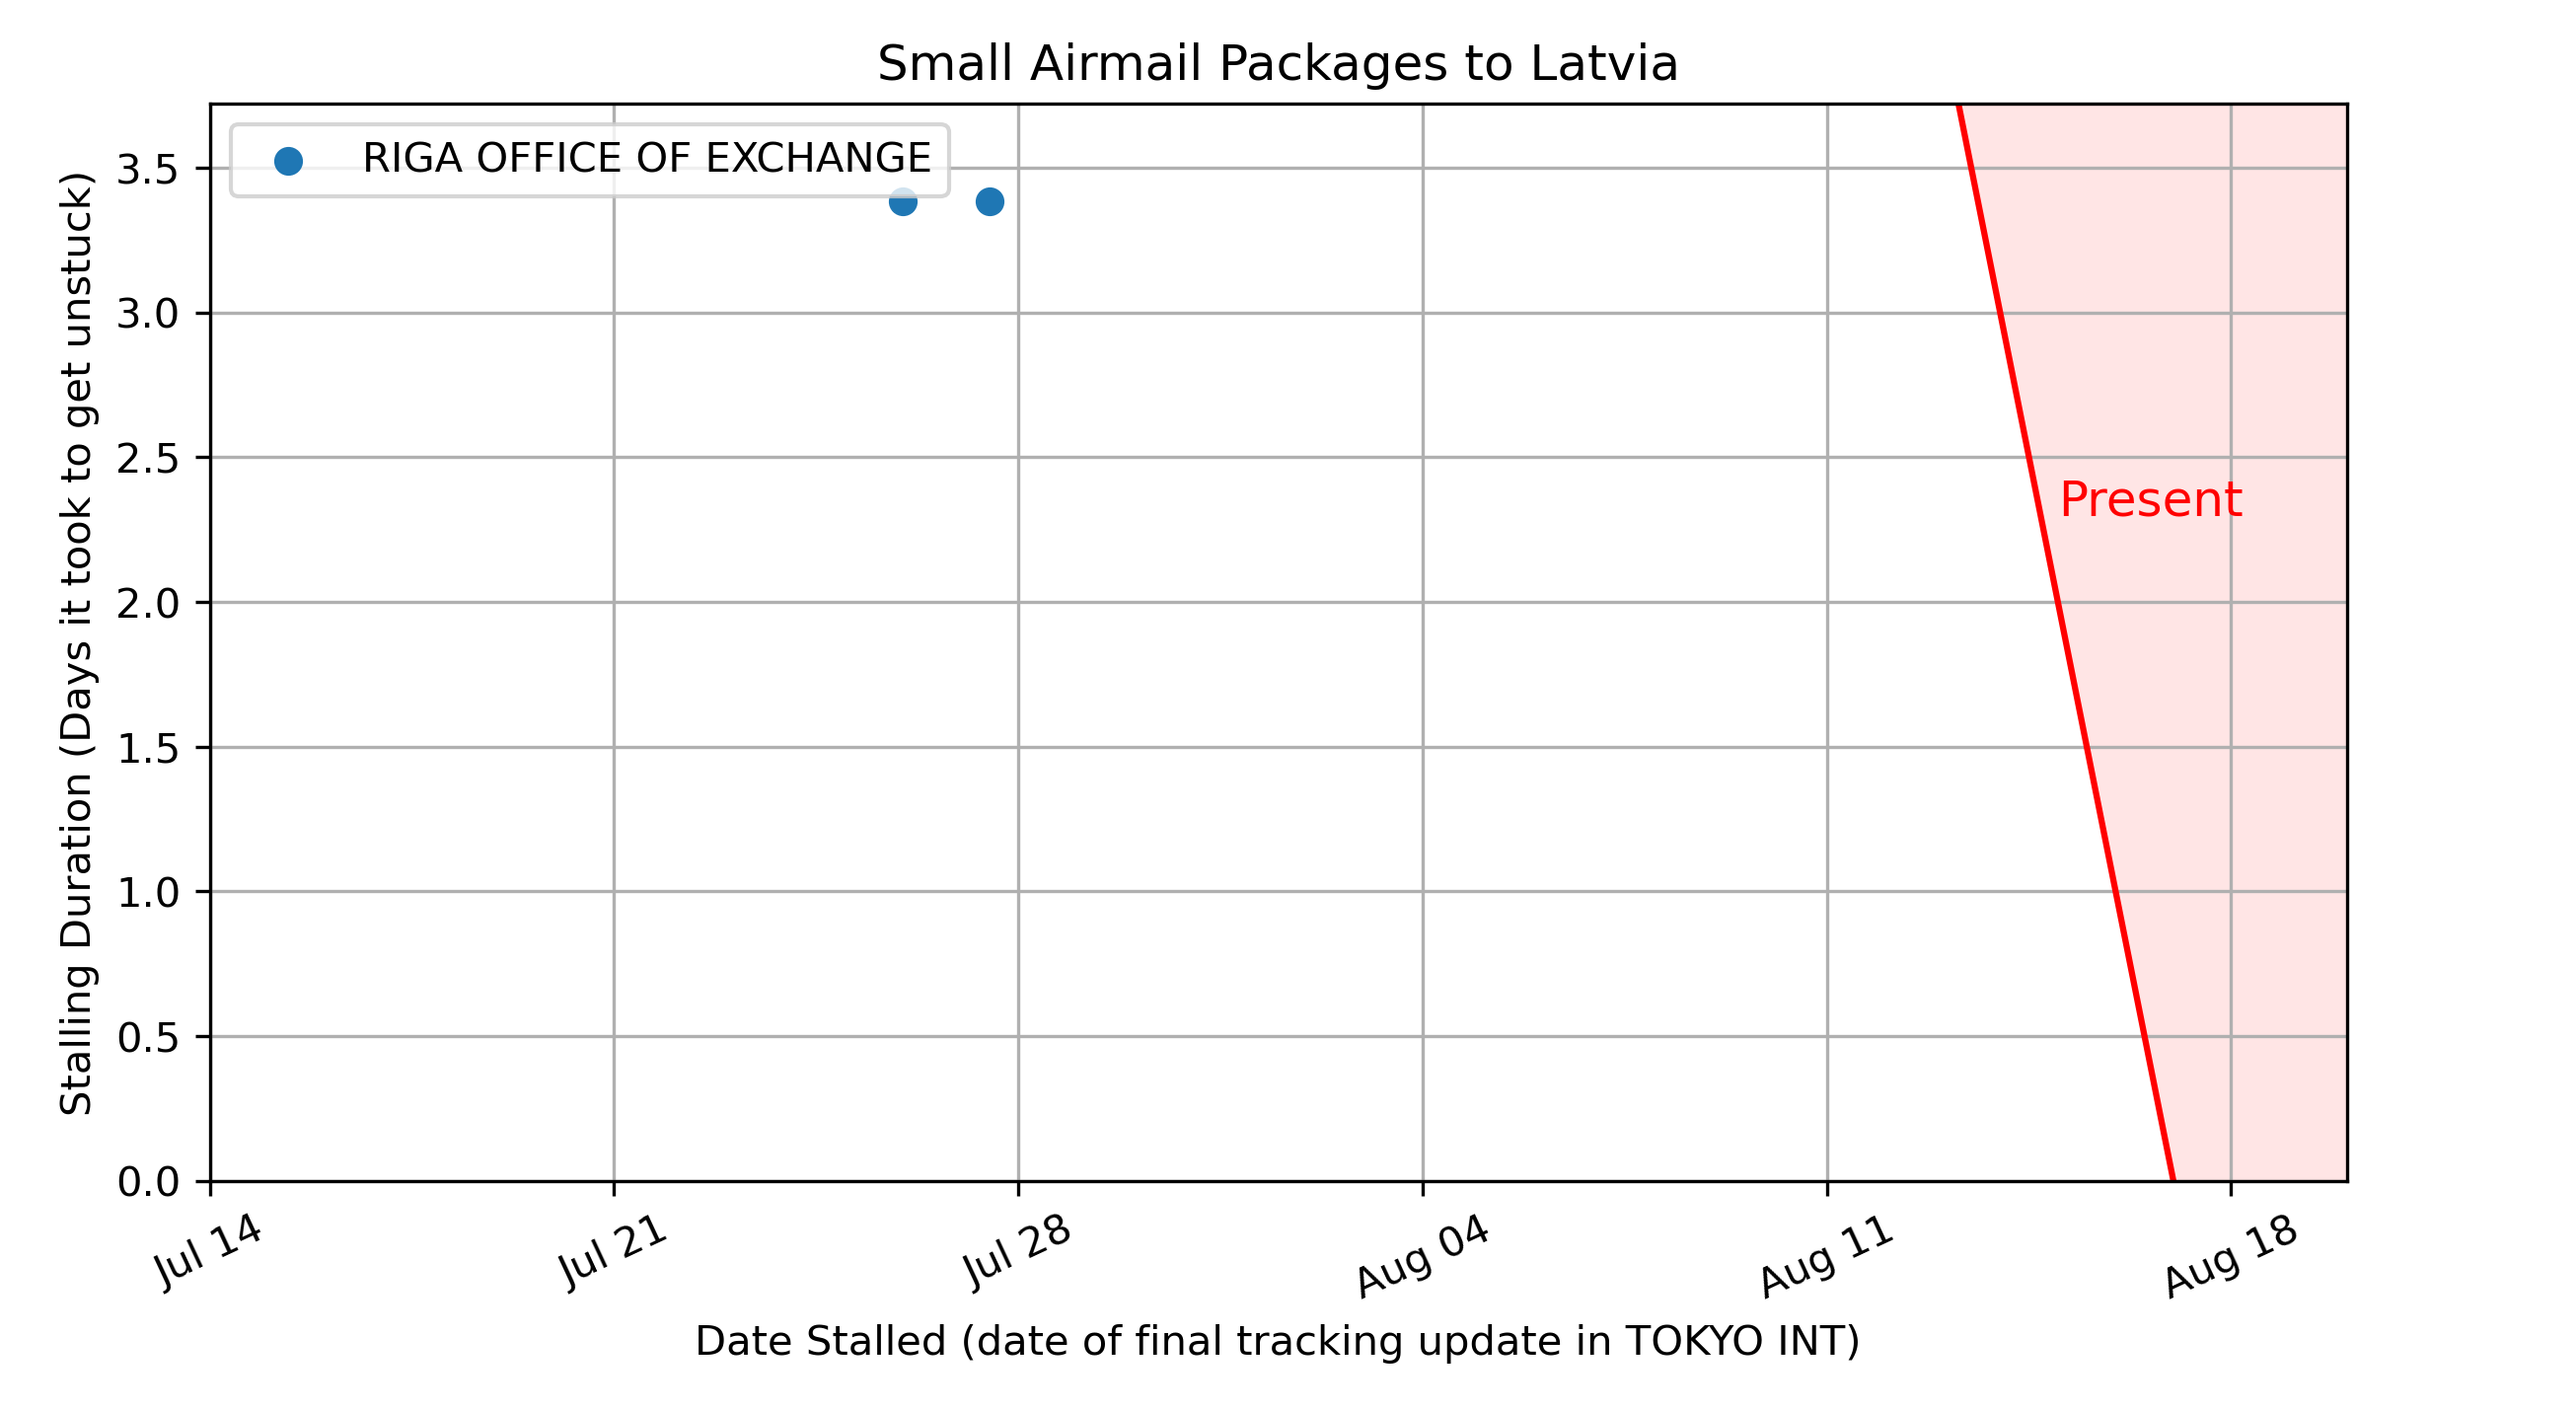 Small Airmail Packages to Latvia
RIGA OFFICE OF EXCHANGE
Stalling Duration (Days it took to get unstuck)
3.5
3.0
2.5
2.0
1.5
1.0
0.5
0.0
Present
Jul 14
Jul 21
Jul 28
Aug 04
Aug 11
Aug 18
Date Stalled (date of final tracking update in TOKYO INT)